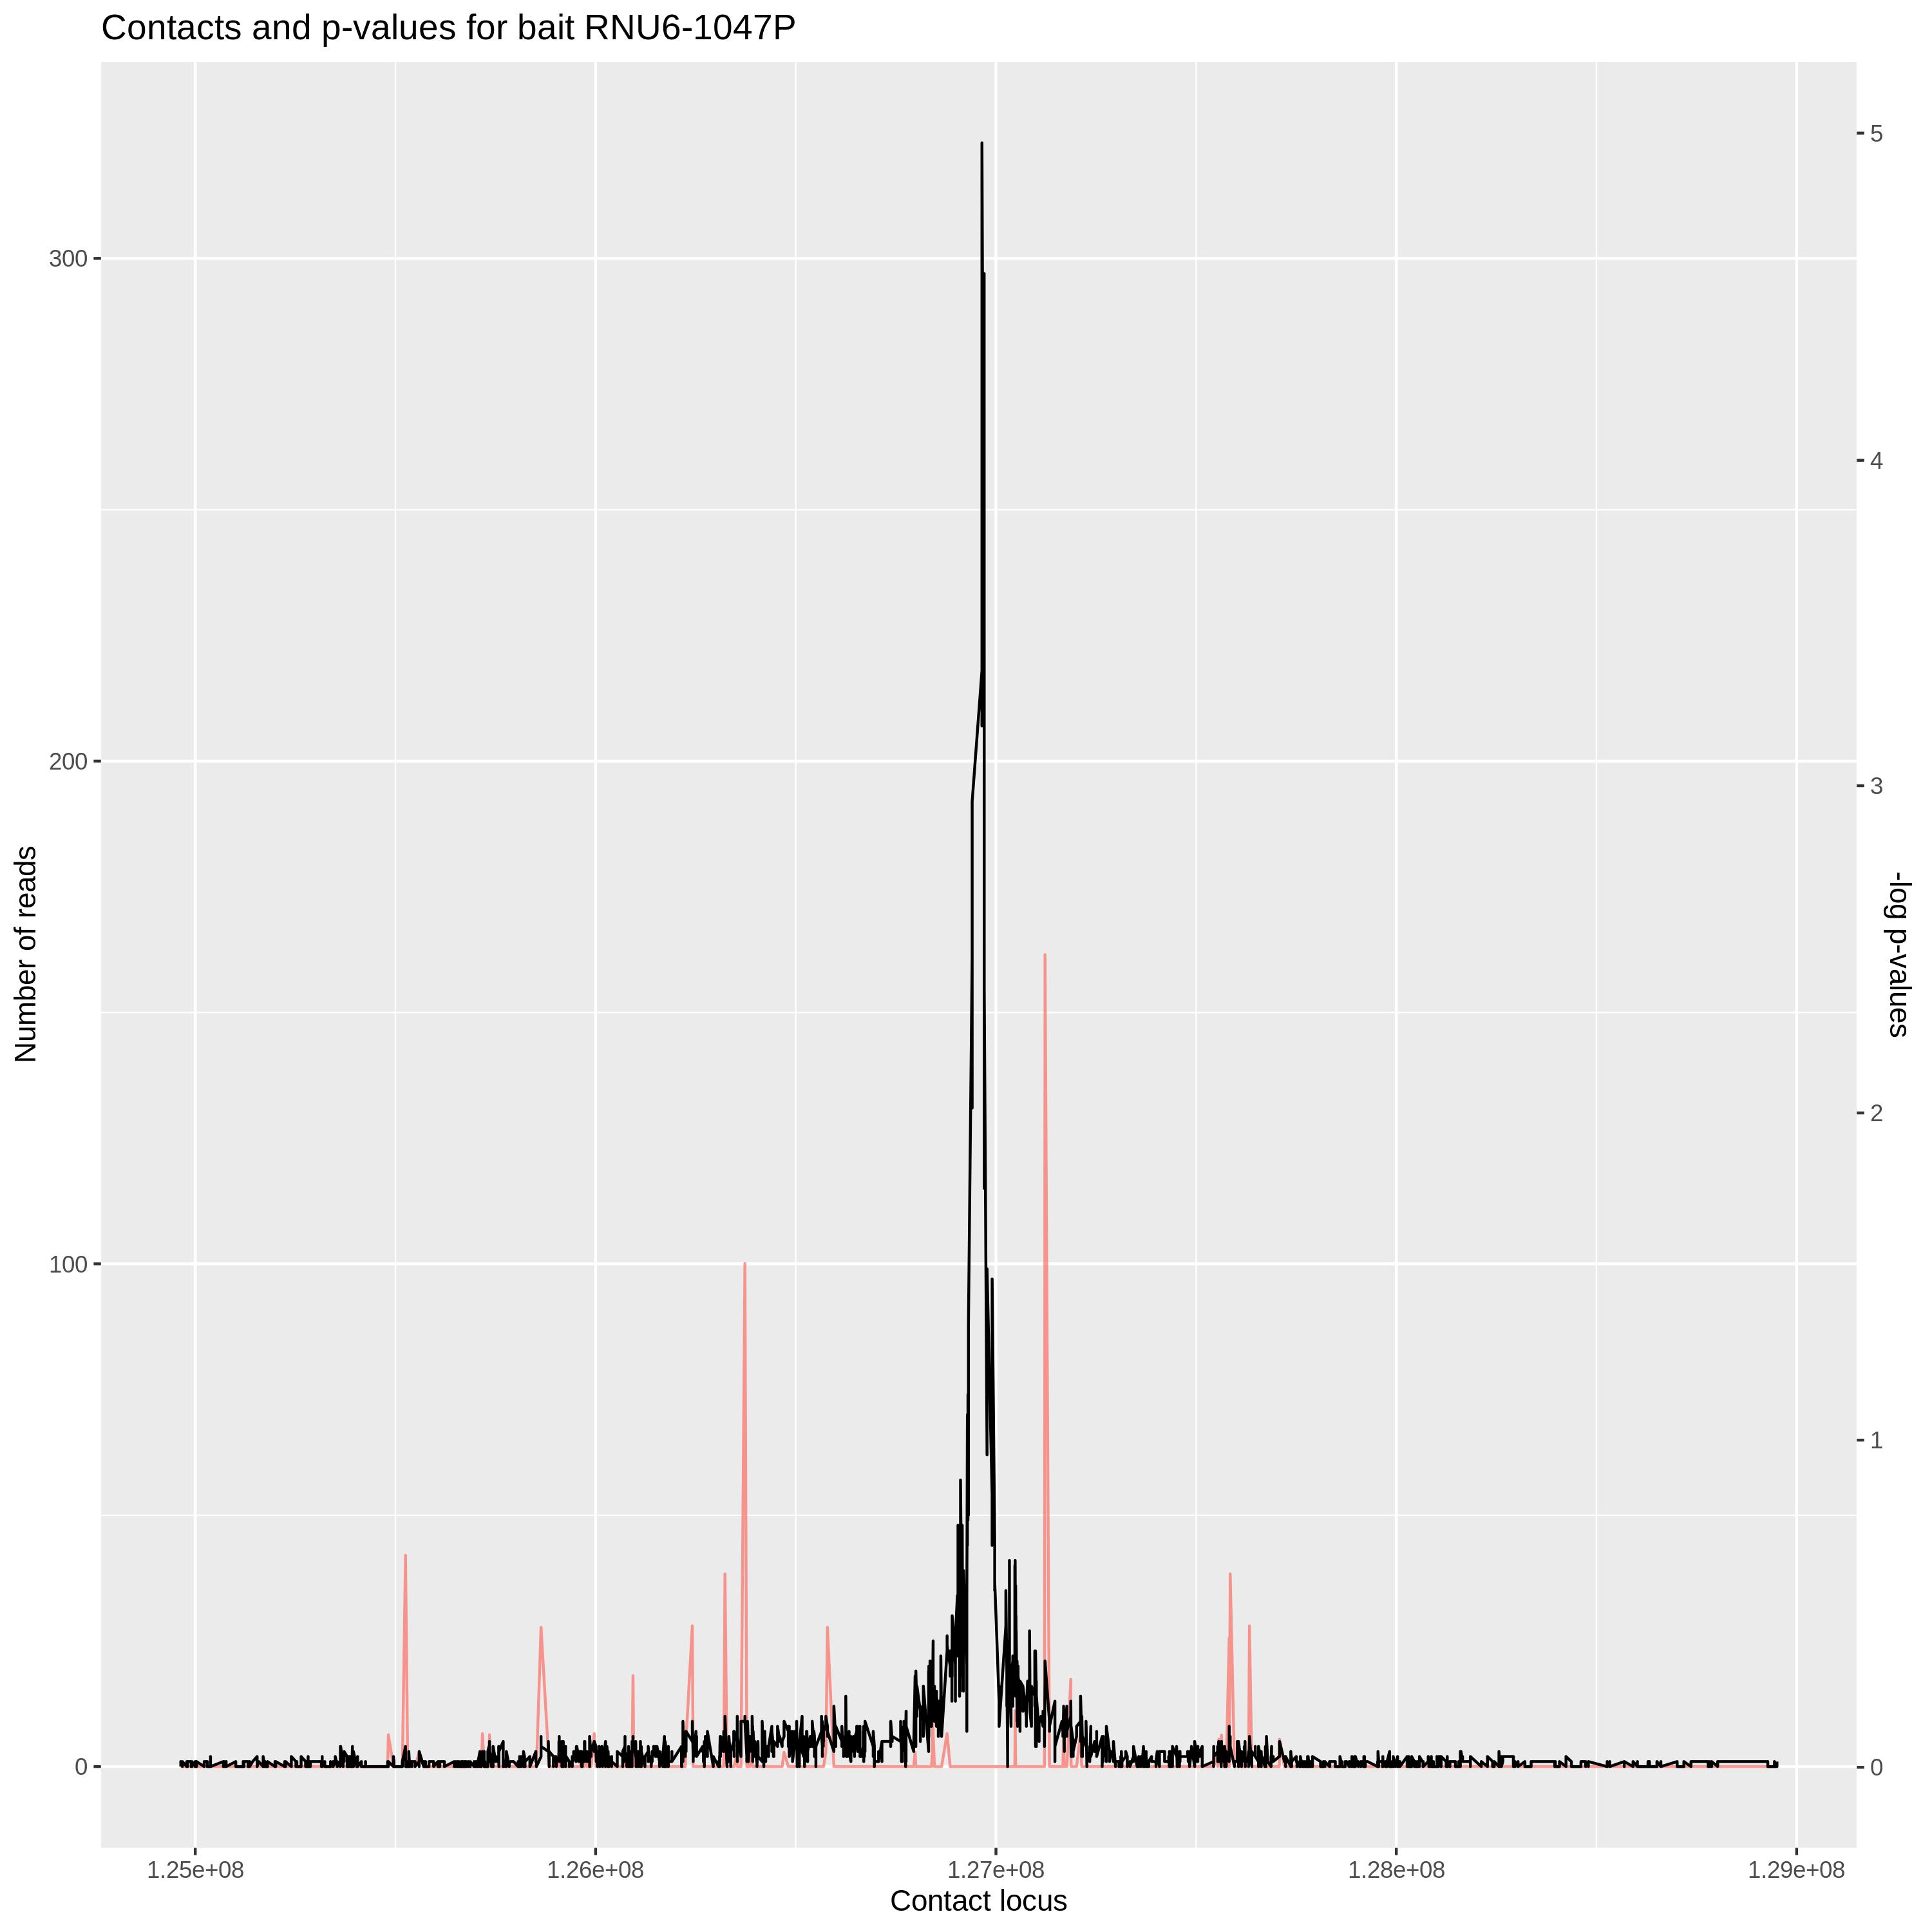 Contacts and p-values for bait RNU6-1047P
Number of reads
300
200
100
0
5
4
3
2
1
0
-log p-values
1.25e+08 1.26e+08 1.27e+08 1.28e+08 1.29e+08
Contact locus